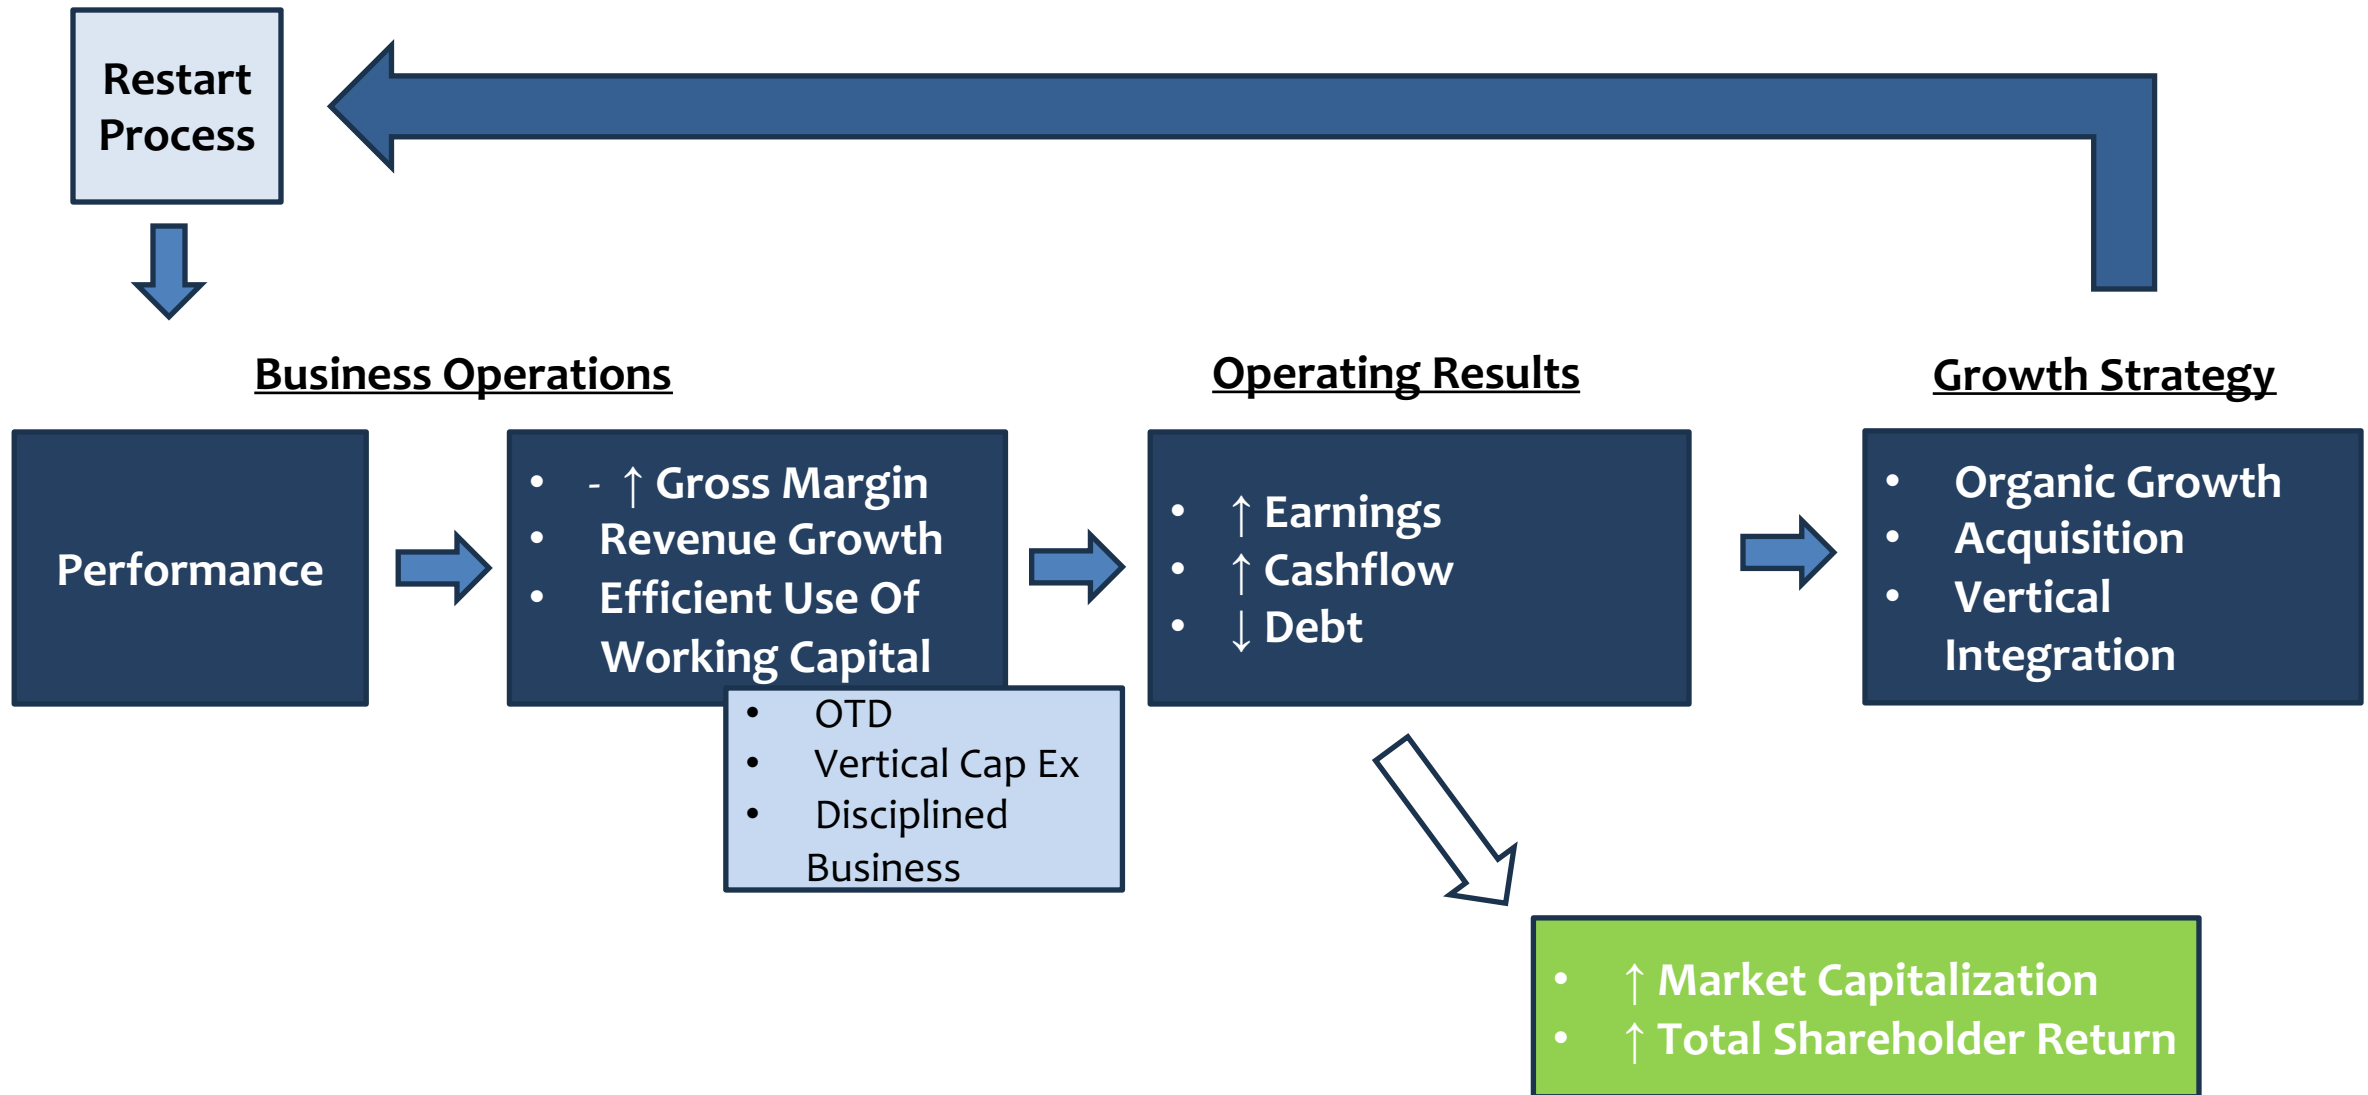 Restart
Process
Business Operations
Operating Results
Growth Strategy
Performance
• - ↑ Gross Margin
• Revenue Growth
• Efficient Use Of
Working Capital
• OTD
• Vertical Cap Ex
• Disciplined
Business
• ↑ Earnings
• ↑ Cashflow
• ↓ Debt
• Organic Growth
• Acquisition
• Vertical
Integration
• ↑ Market Capitalization
• ↑ Total Shareholder Return